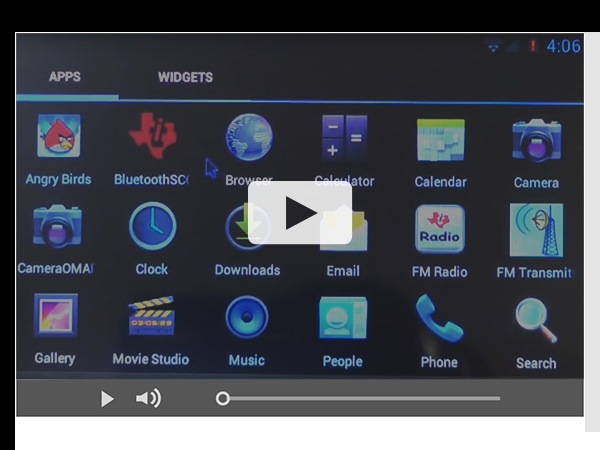 4:06
APPS WIDGETS
Angry Birds BluetoothSC Browser Calculator Calendar Camera
CameraOMA Clock Downloads Email FM Radio FM Transmit
Radio
Gallery Movie Studio Music People Phone Search